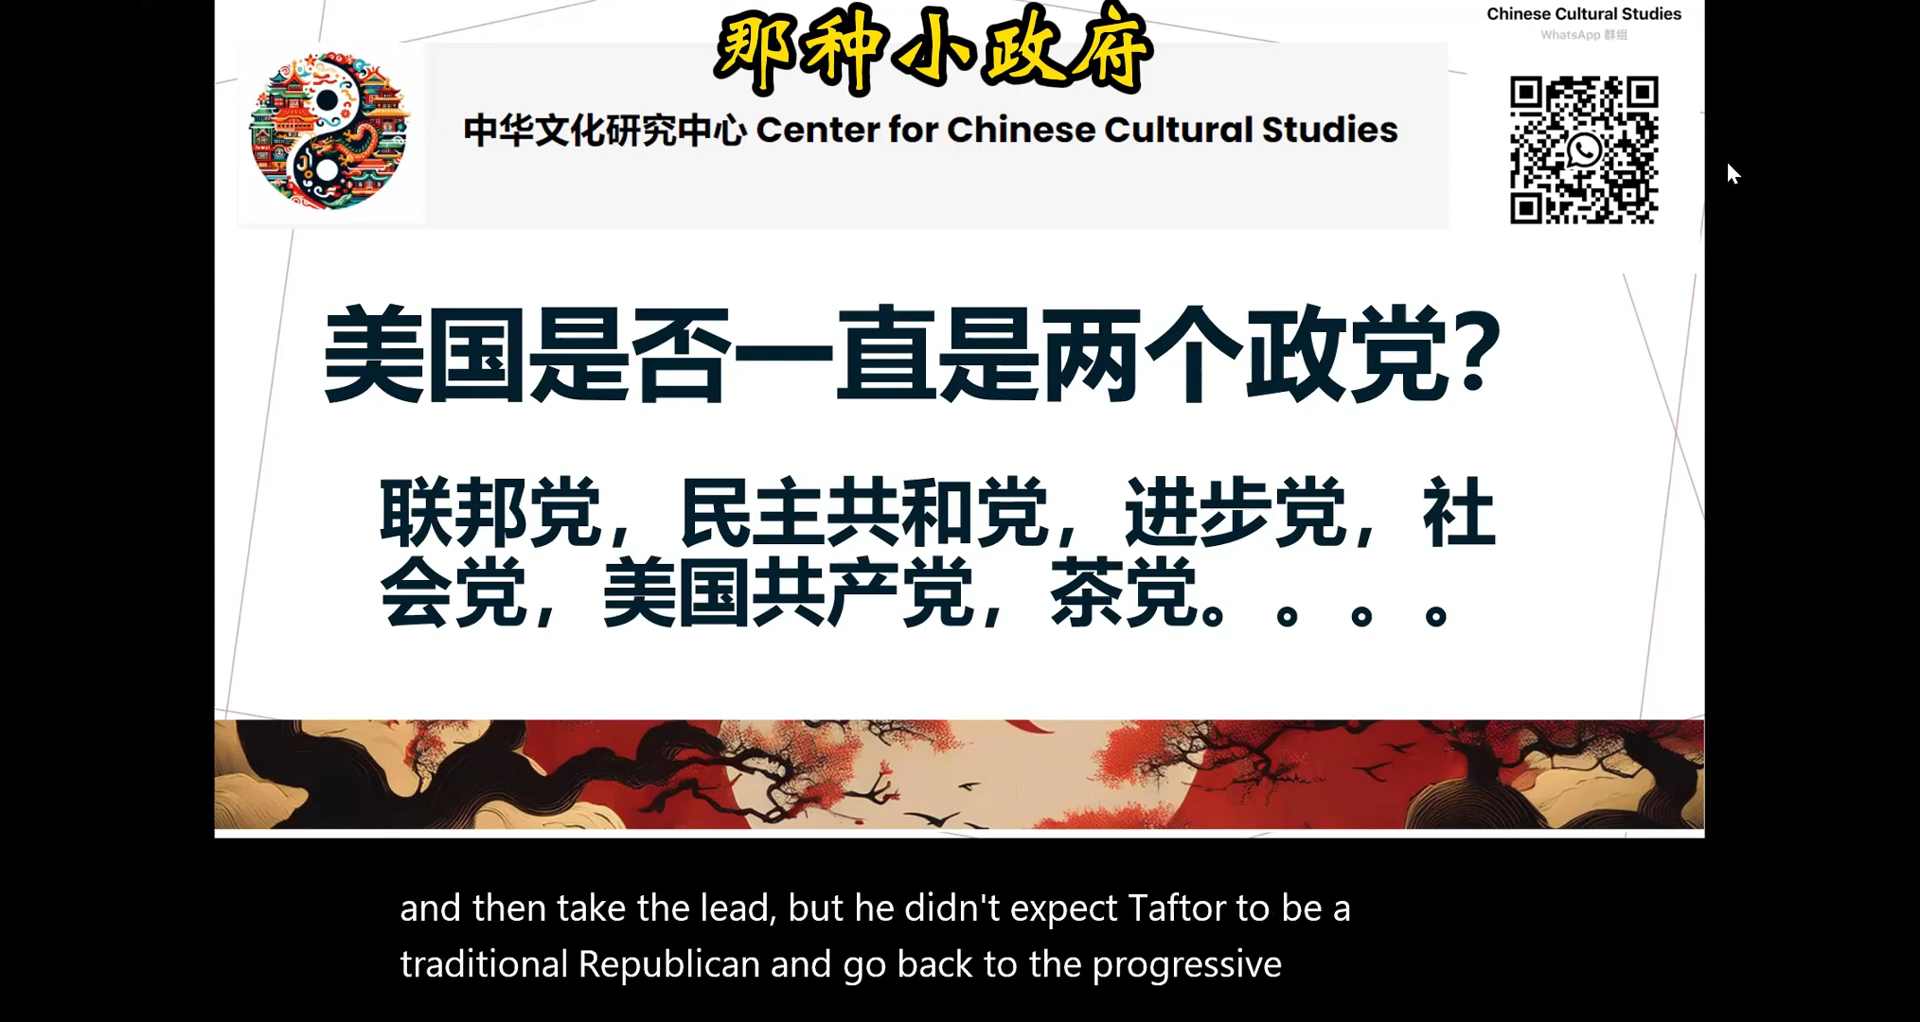 Chinese Cultural Studies
WhatsApp 群组
那种小政府
中华文化研究中心 Center for Chinese Cultural Studies
美国是否一直是两个政党?
联邦党，民主共和党，进步党，社
会党，美国共产党，茶党。。。。
and then take the lead, but he didn't expect Taftor to be a
traditional Republican and go back to the progressive